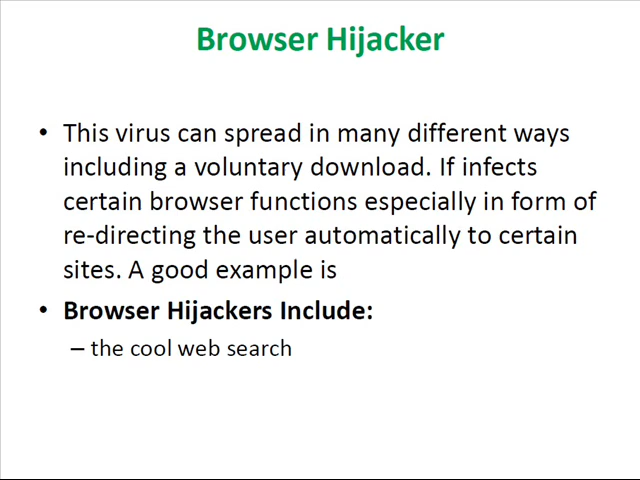 Browser Hijacker
• This virus can spread in many different ways
including a voluntary download. If infects
certain browser functions especially in form of
re-directing the user automatically to certain
sites. A good example is
• Browser Hijackers Include:
– the cool web search